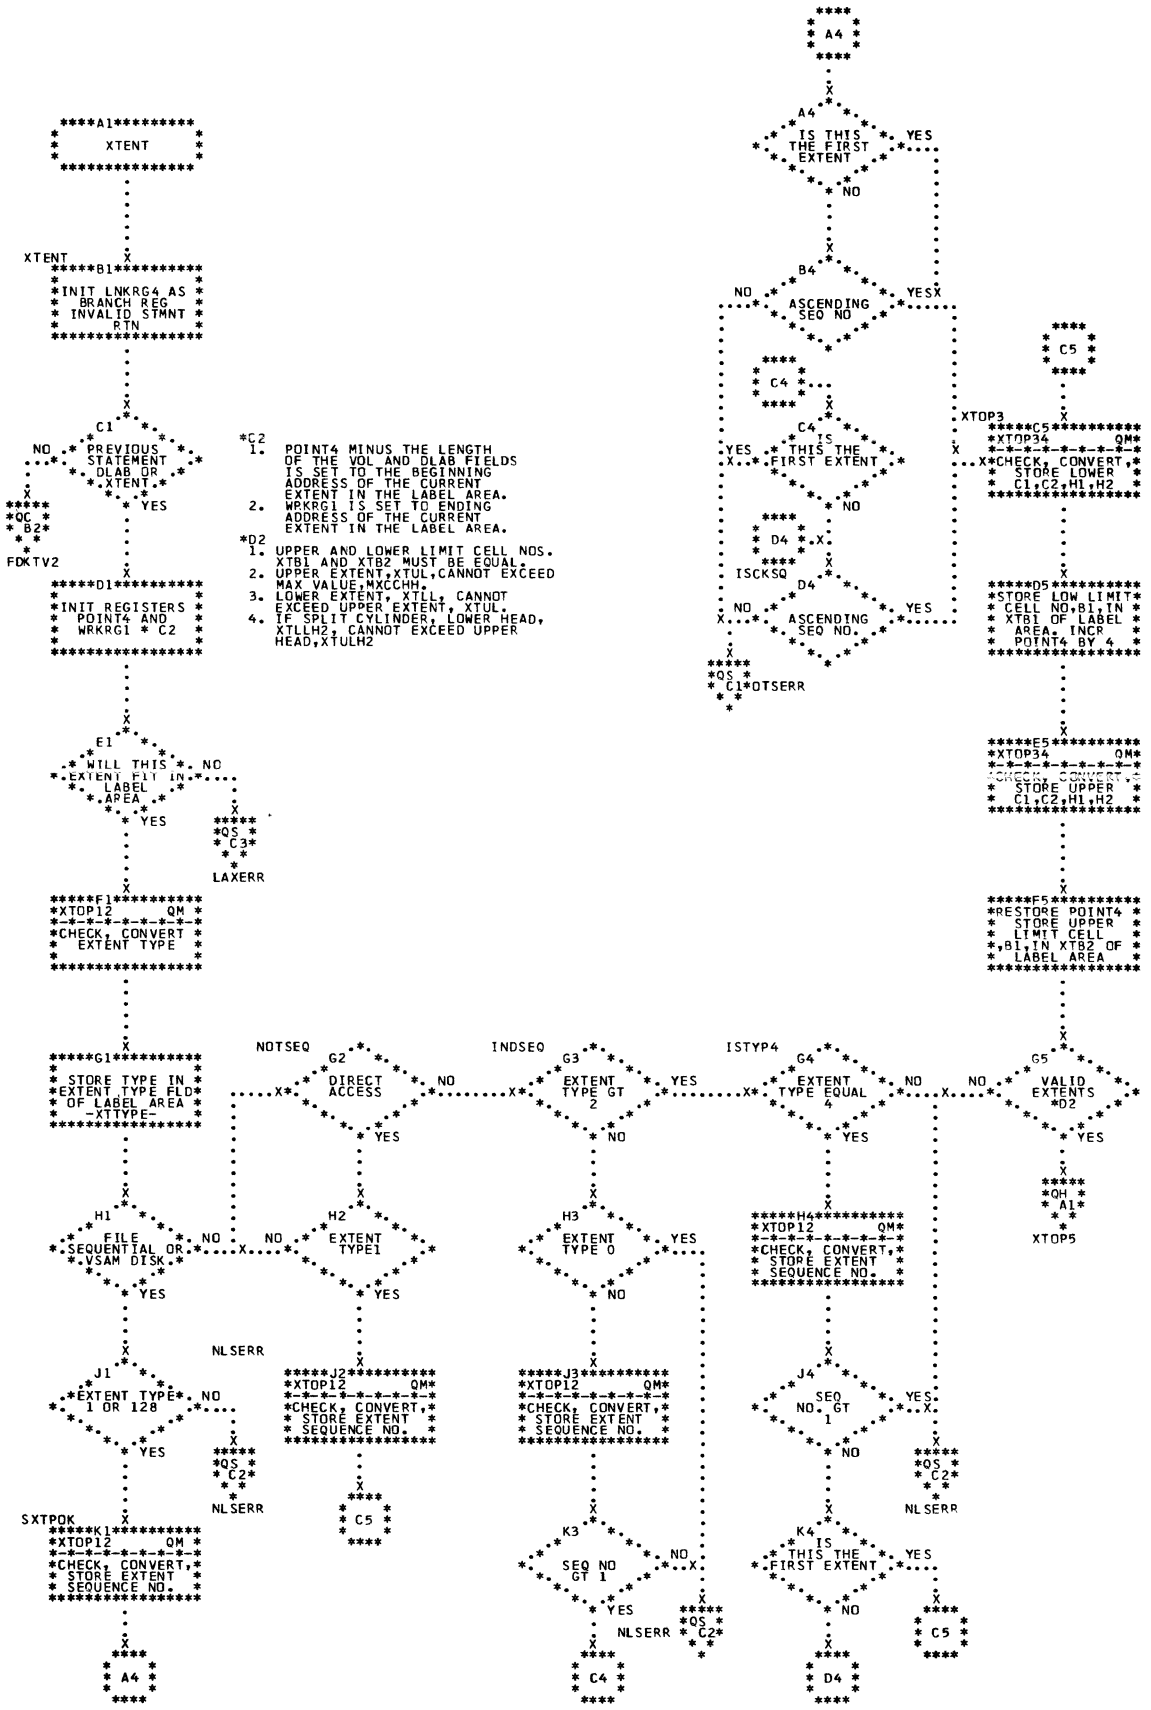 A4
A4
IS THIS
THE FIRST
EXTENT
YES
NO
A1
XTENT
XTENT
B1
INIT LNKRG4 AS
BRANCH REG
INVALID STMNT
RTN
B4
NO
ASCENDING
SEQ NO
YES
C4
C5
C1
NO
PREVIOUS
STATEMENT
DLAB OR
XTENT
YES
QC
B2
FDKTV2
*C2
1. POINT4 MINUS THE LENGTH
OF THE VOL AND DLAB FIELDS
IS SET TO THE BEGINNING
ADDRESS OF THE CURRENT
EXTENT IN THE LABEL AREA.
2. WRKRG1 IS SET TO ENDING
ADDRESS OF THE CURRENT
EXTENT IN THE LABEL AREA.
*D2
1. UPPER AND LOWER LIMIT CELL NOS.
XTB1 AND XTB2 MUST BE EQUAL.
2. UPPER EXTENT,XTUL,CANNOT EXCEED
MAX VALUE,MXCCHH.
3. LOWER EXTENT, XTLL, CANNOT
EXCEED UPPER EXTENT, XTUL.
4. IF SPLIT CYLINDER, LOWER HEAD,
XTLLH2, CANNOT EXCEED UPPER
HEAD,XTULH2
C4
YES
IS
THIS THE
FIRST EXTENT
NO
XTOP3
C5
*XTOP34 QM*
*CHECK, CONVERT,*
STORE LOWER
C1,C2,H1,H2
D4
ISCKSQ
D4
NO
ASCENDING
SEQ NO.
YES
QS
C1*OTSERR
D1
INIT REGISTERS
POINT4 AND
WRKRG1 * C2
D5
*STORE LOW LIMIT*
CELL NO,B1,IN
XTB1 OF LABEL
AREA. INCR
POINT4 BY 4
E1
WILL THIS
EXTENT FIT IN
LABEL
AREA
NO
YES
QS
C3
LAXERR
E5
*XTOP34 QM*
*CHECK, CONVERT,*
STORE UPPER
C1,C2,H1,H2
F1
*XTOP12 QM *
*CHECK, CONVERT
EXTENT TYPE
F5
*RESTORE POINT4
STORE UPPER
LIMIT CELL
*,B1,IN XTB2 OF
LABEL AREA
G1
STORE TYPE IN
*EXTENT TYPE FLD*
OF LABEL AREA
-XTTYPE-
NOTSEQ
G2
DIRECT
ACCESS
NO
YES
INDSEQ
G3
EXTENT
TYPE GT
2
YES
NO
ISTYP4
G4
EXTENT
TYPE EQUAL
4
NO
YES
G5
NO
VALID
EXTENTS
*D2
YES
QH
A1
XTOP5
H1
FILE
SEQUENTIAL OR
VSAM DISK
NO
YES
H2
NO
EXTENT
TYPE1
YES
H3
EXTENT
TYPE 0
YES
NO
H4
*XTOP12 QM*
*CHECK, CONVERT,*
STORE EXTENT
SEQUENCE NO.
NLSERR
J1
*EXTENT TYPE*
1 OR 128
NO
YES
QS
C2
NLSERR
J2
*XTOP12 QM*
*CHECK, CONVERT,*
STORE EXTENT
SEQUENCE NO.
C5
J3
*XTOP12 QM*
*CHECK, CONVERT,*
STORE EXTENT
SEQUENCE NO.
J4
SEQ
NO. GT
1
YES
NO
QS
C2
NLSERR
SXTPOK
K1
*XTOP12 QM *
*CHECK, CONVERT,*
STORE EXTENT
SEQUENCE NO.
A4
K3
SEQ NO
GT 1
NO
YES
NLSERR
QS
C2
C4
K4
IS
THIS THE
FIRST EXTENT
YES
NO
C5
D4